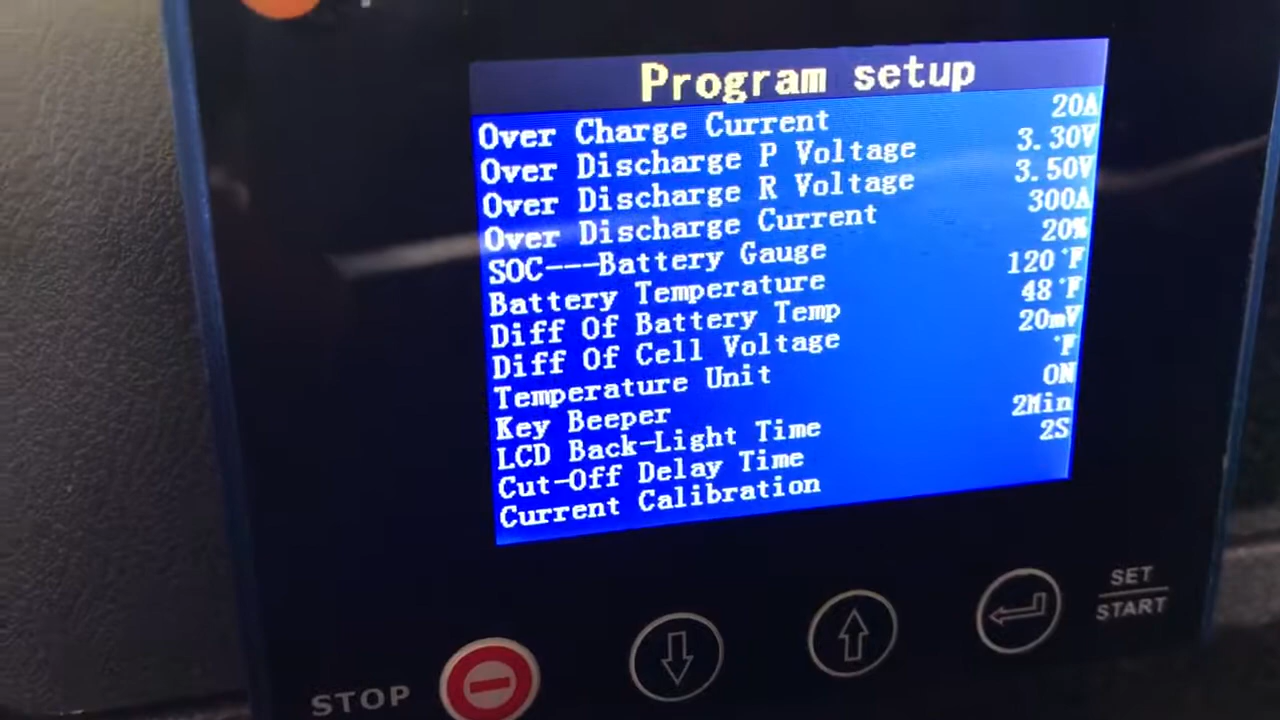 Program setup
Over Charge Current 20A
Over Discharge P Voltage 3.30V
Over Discharge R Voltage 3.50V
Over Discharge Current 300A
SOC---Battery Gauge 20%
Battery Temperature 120°F
Diff Of Battery Temp 48°F
Diff Of Cell Voltage 20mV
Temperature Unit °F
Key Beeper ON
LCD Back-Light Time 2Min
Cut-Off Delay Time 2S
Current Calibration
SET
START
STOP